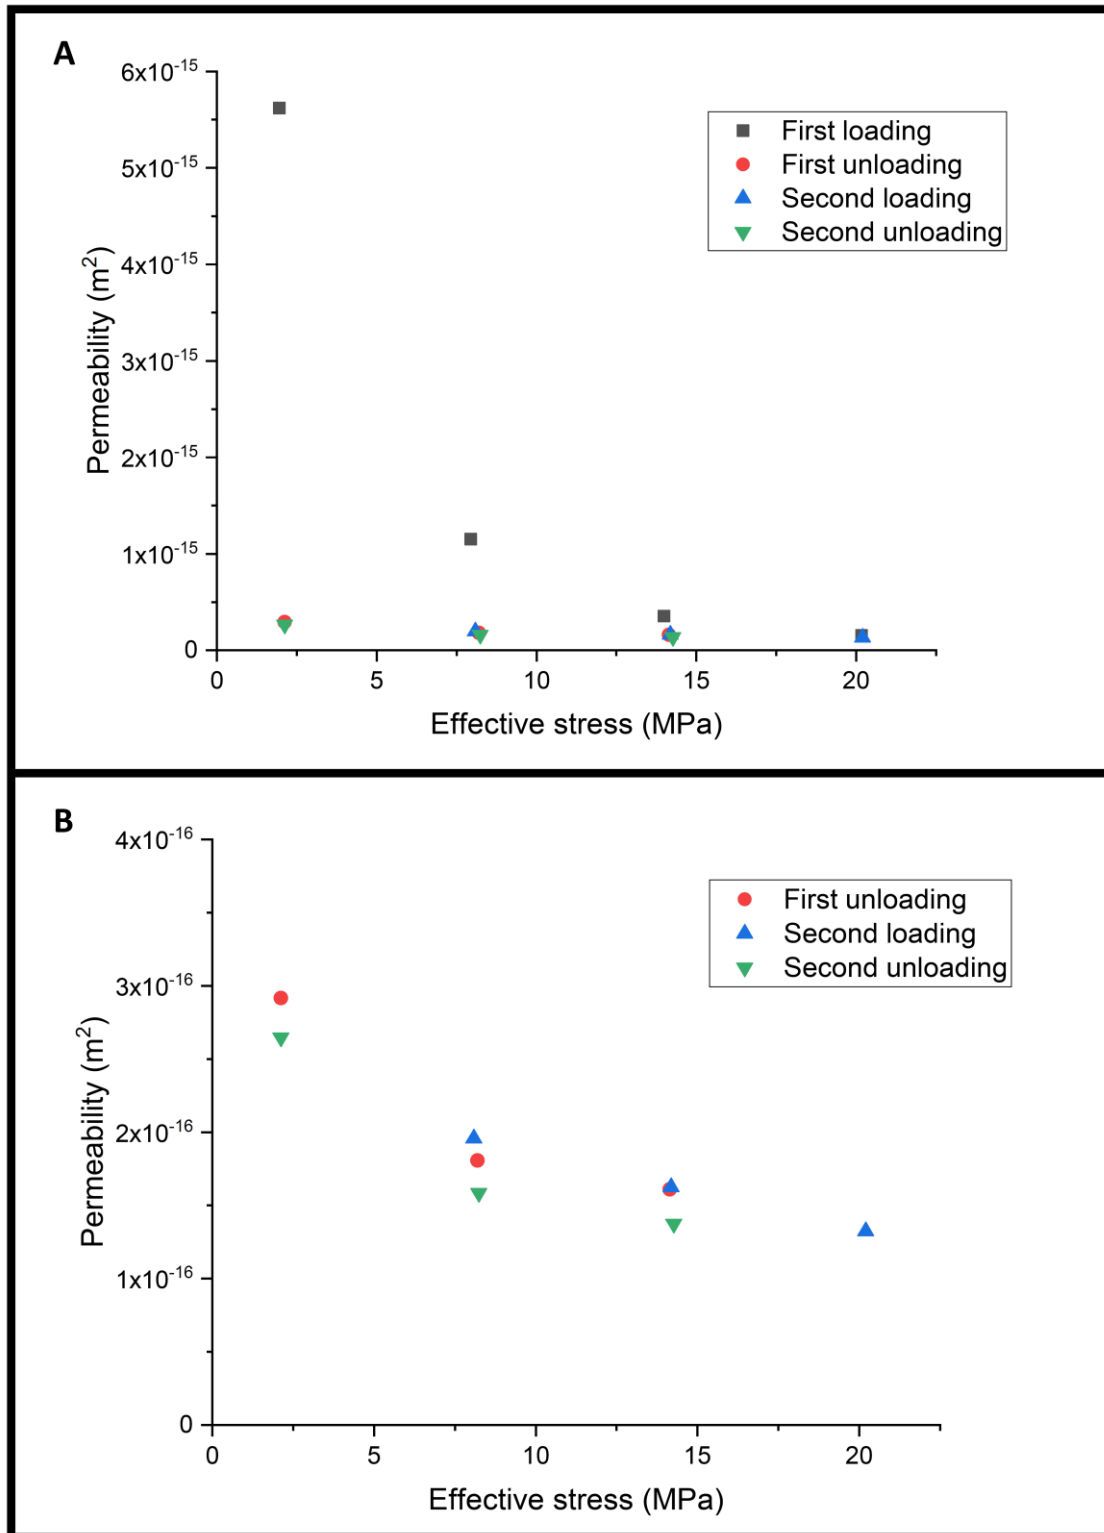 A
6x10⁻¹⁵
5x10⁻¹⁵
4x10⁻¹⁵
3x10⁻¹⁵
2x10⁻¹⁵
1x10⁻¹⁵
0
Permeability (m²)
First loading
First unloading
Second loading
Second unloading
0 5 10 15 20
Effective stress (MPa)
B
4x10⁻¹⁶
3x10⁻¹⁶
2x10⁻¹⁶
1x10⁻¹⁶
0
Permeability (m²)
First unloading
Second loading
Second unloading
0 5 10 15 20
Effective stress (MPa)